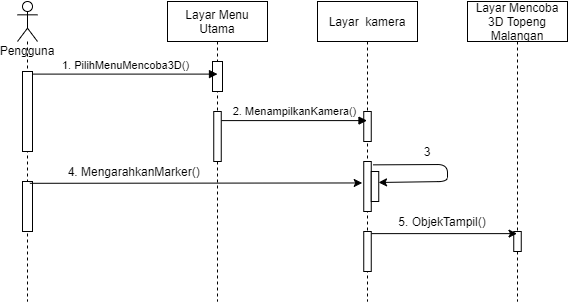 Pengguna
Layar Menu
Utama
Layar kamera
Layar Mencoba
3D Topeng
Malangan
1. PilihMenuMencoba3D()
2. MenampilkanKamera()
3
4. MengarahkanMarker()
5. ObjekTampil()